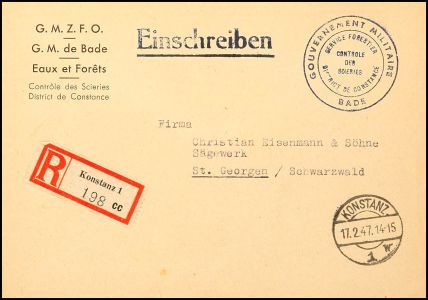 G. M. Z. F. O.
G. M. de Bade
Eaux et Forêts
Contrôle des Scieries
District de Constance
Einschreiben
GOUVERNEMENT MILITAIRE
BADE
SERVICE FORESTIER
CONTROLE
DES
SCIERIES
DISTRICT DE CONSTANCE
Firma
Christian Eisenmann & Söhne
Sägewerk
St. Georgen / Schwarzwald
R
Konstanz 1
198 cc
KONSTANZ
17.2.47.14-15
1 w